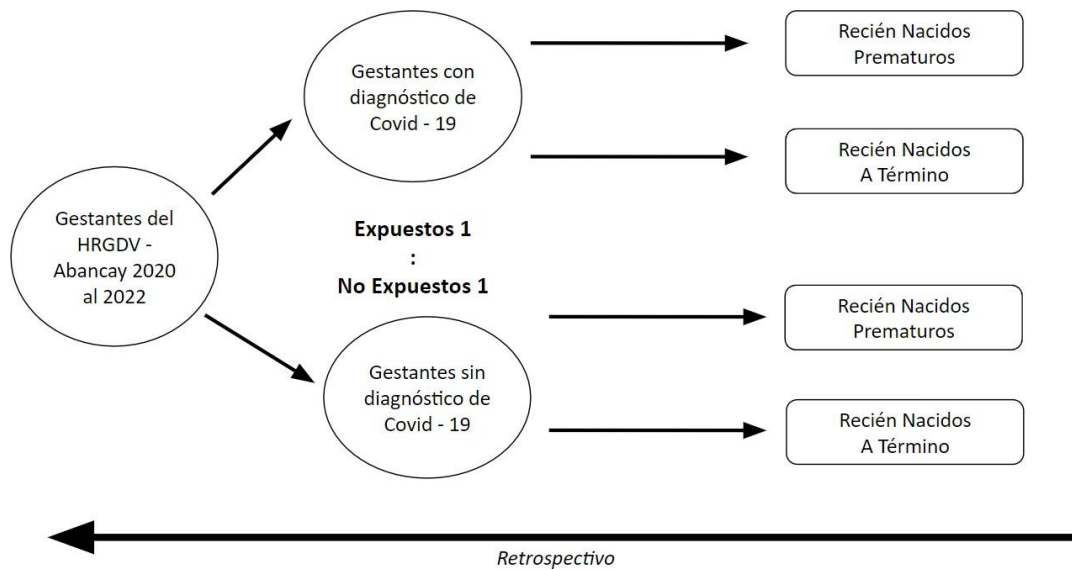 Gestantes del
HRGDV -
Abancay 2020
al 2022
Gestantes con
diagnóstico de
Covid - 19
Recién Nacidos
Prematuros
Recién Nacidos
A Término
Expuestos 1
:
No Expuestos 1
Gestantes sin
diagnóstico de
Covid - 19
Recién Nacidos
Prematuros
Recién Nacidos
A Término
Retrospectivo